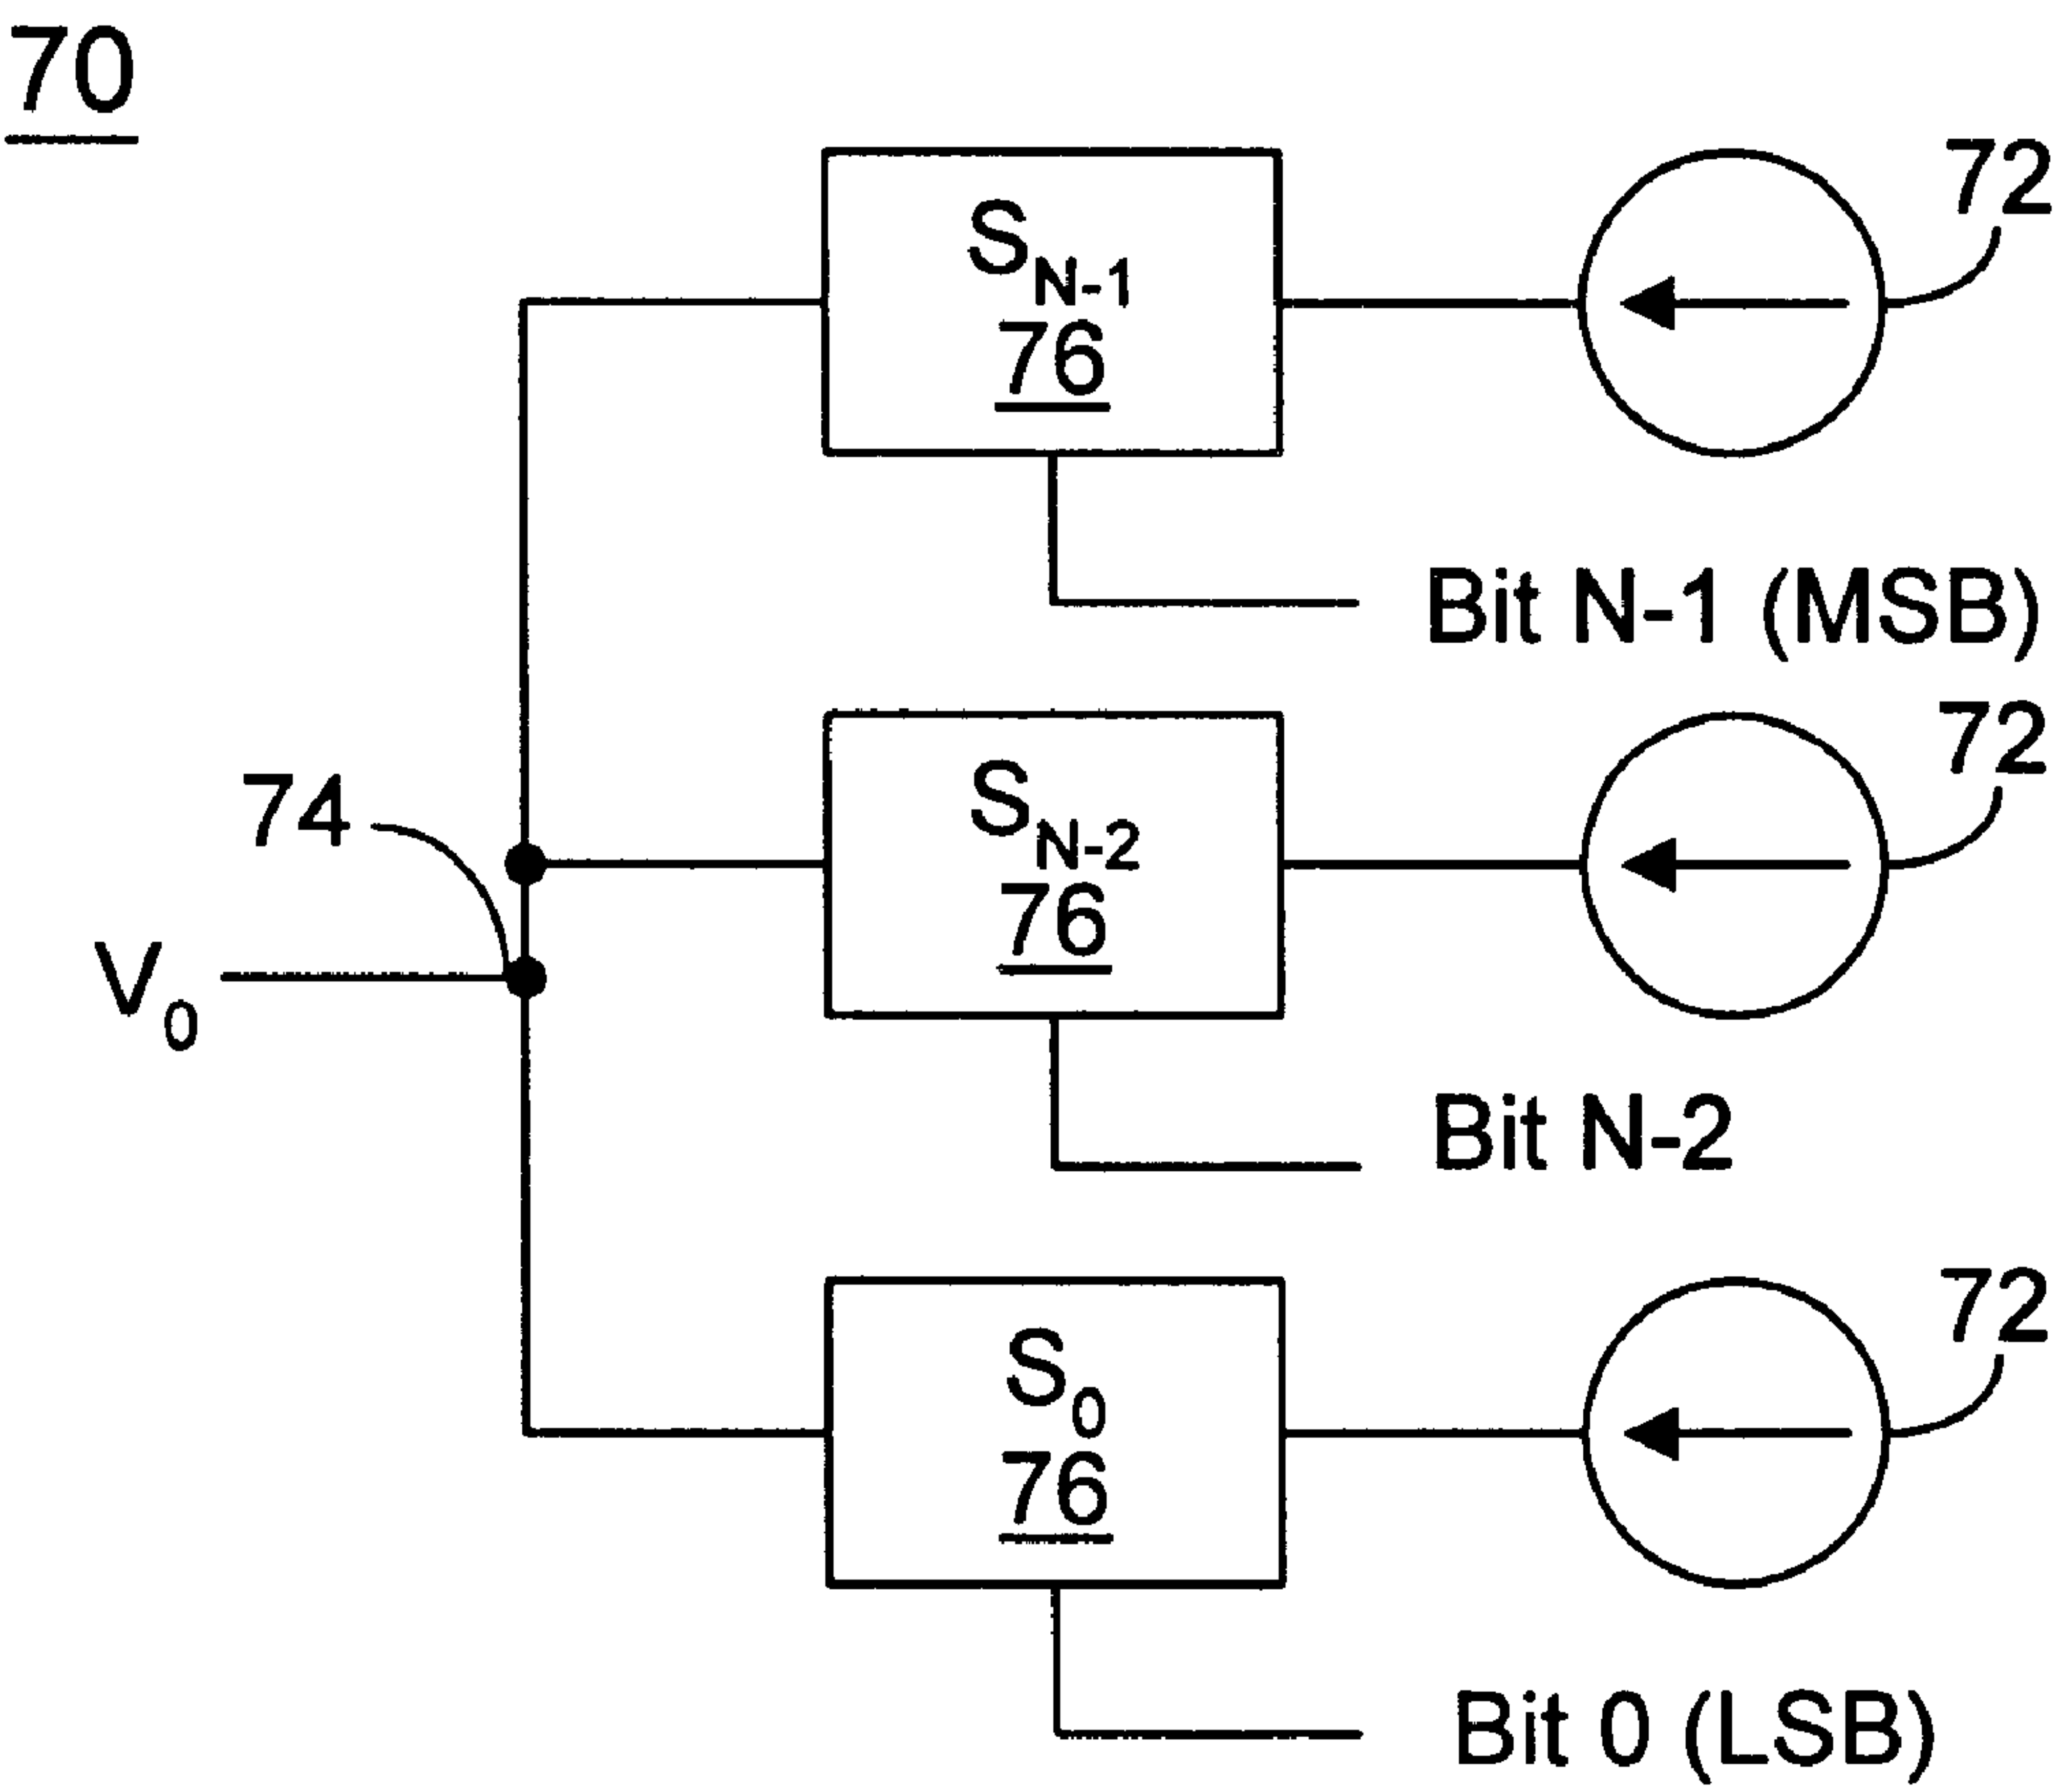 70
S_N-1
76
72
Bit N-1 (MSB)
74
S_N-2
76
72
V_0
Bit N-2
S_0
76
72
Bit 0 (LSB)